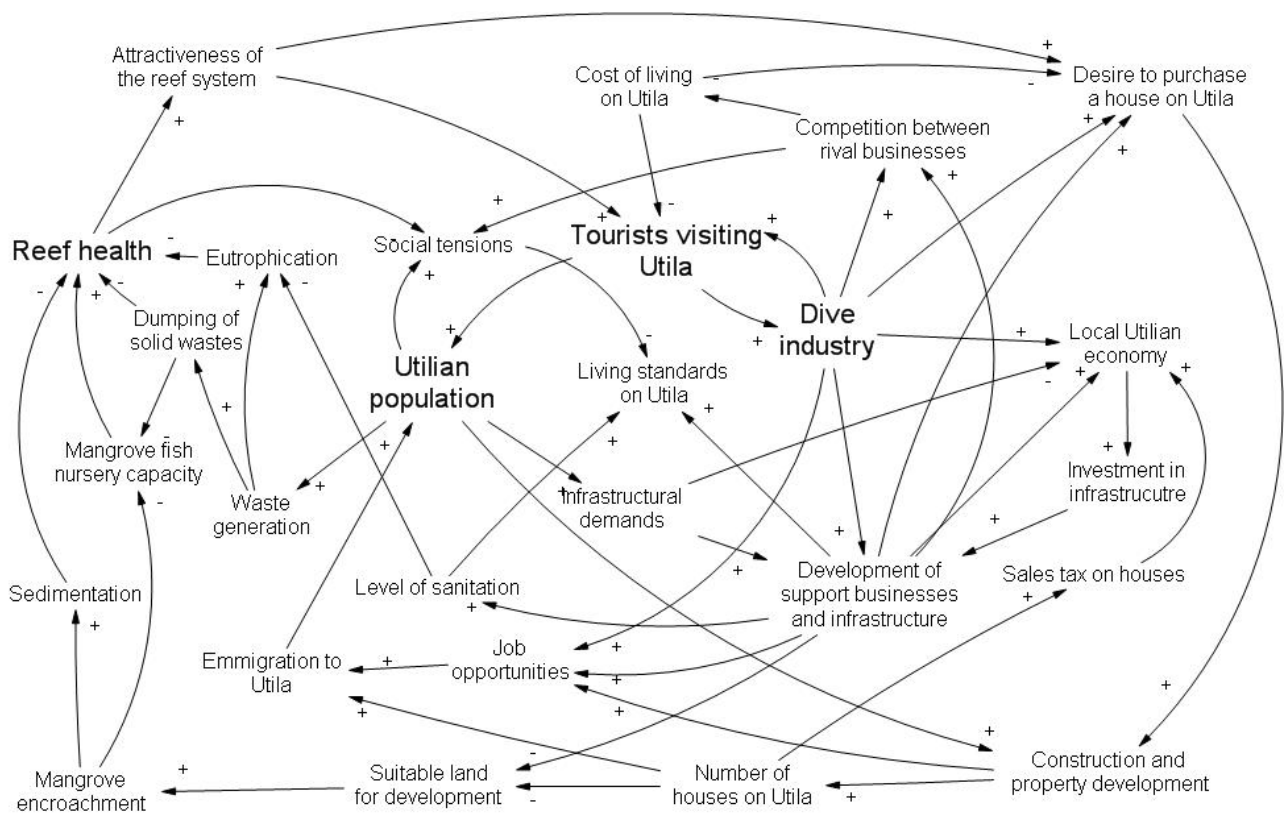 Attractiveness of
the reef system
Cost of living
on Utila
Desire to purchase
a house on Utila
Competition between
rival businesses
Reef health
Eutrophication
Social tensions
Tourists visiting
Utila
Dumping of
solid wastes
Dive
industry
Local Utilian
economy
Utilian
population
Living standards
on Utila
Mangrove fish
nursery capacity
Waste
generation
Infrastructural
demands
Investment in
infrastrucutre
Sedimentation
Level of sanitation
Development of
support businesses
and infrastructure
Sales tax on houses
Emmigration to
Utila
Job
opportunities
Mangrove
encroachment
Suitable land
for development
Number of
houses on Utila
Construction and
property development